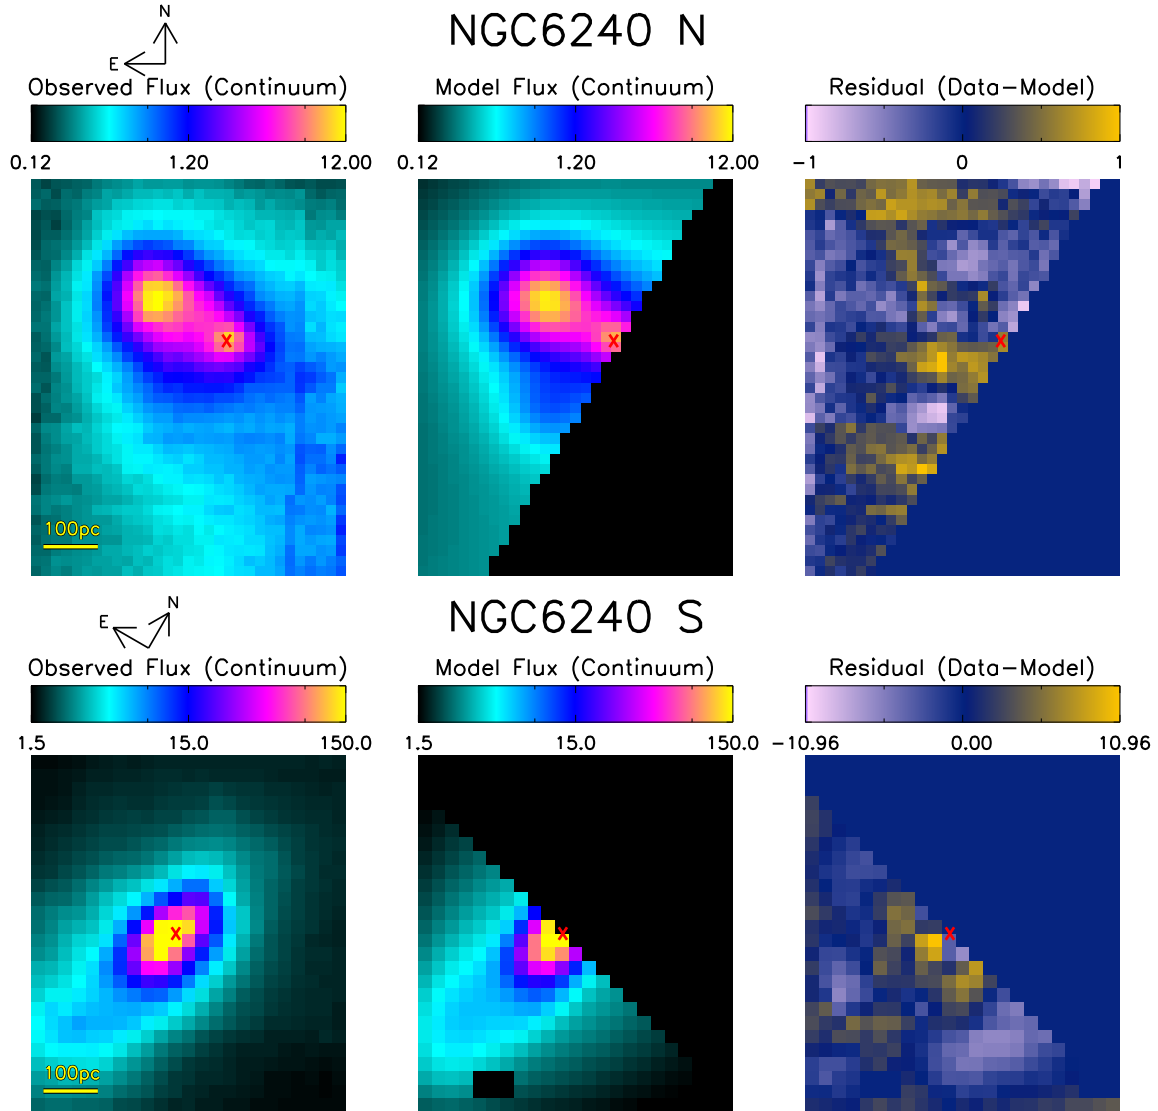 N
NGC6240 N
E
Observed Flux (Continuum) Model Flux (Continuum) Residual (Data-Model)
0.12 1.20 12.00 0.12 1.20 12.00 -1 0 1
X X X
100pc
N
NGC6240 S
E
Observed Flux (Continuum) Model Flux (Continuum) Residual (Data-Model)
1.5 15.0 150.0 1.5 15.0 150.0 -10.96 0.00 10.96
X X X
100pc